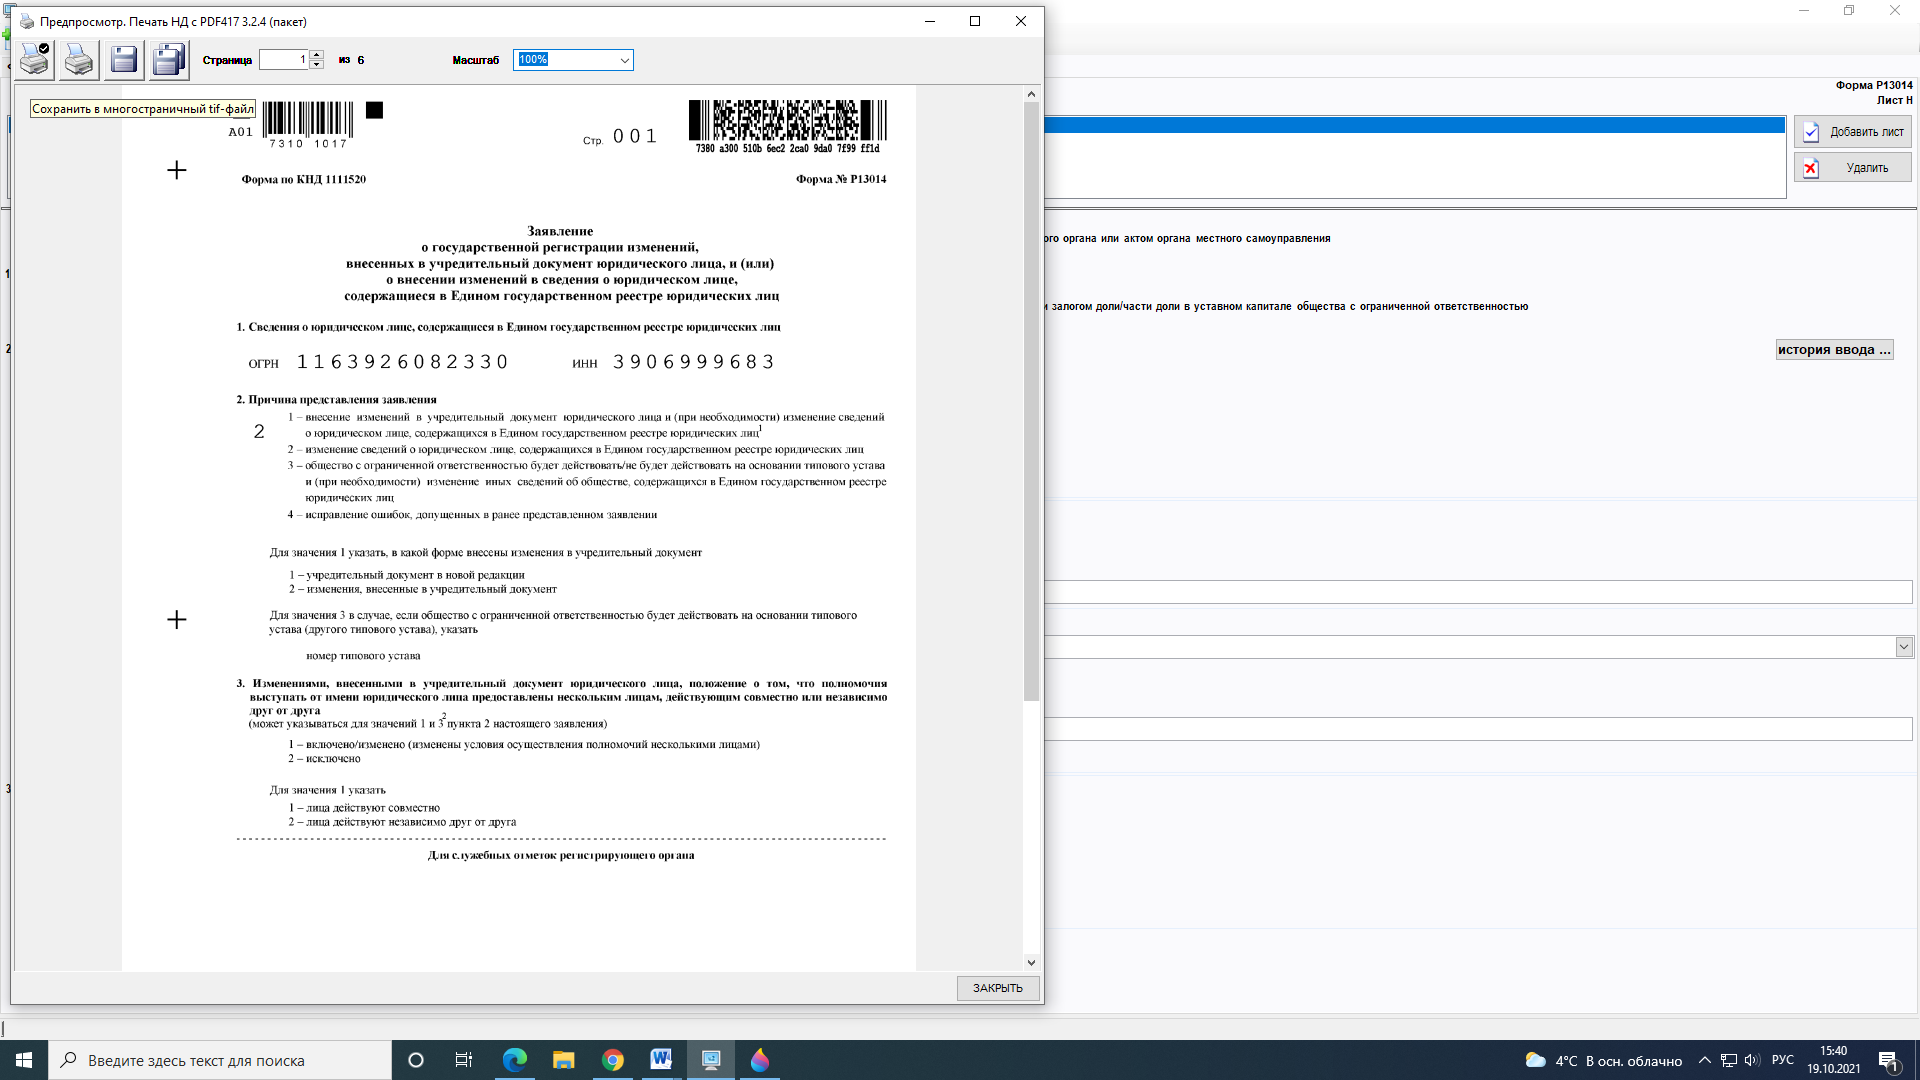 Предпросмотр. Печать НД с PDF417 3.2.4 (пакет)
Страница 1 из 6 Масштаб 100%
Сохранить в многостраничный tif-файл
A01
7310 1017
Стр. 001
7380 a300 510b 6ec2 2ca0 9da0 7f99 ff1d
Форма по КНД 1111520
Форма № Р13014
Заявление
о государственной регистрации изменений,
внесенных в учредительный документ юридического лица, и (или)
о внесении изменений в сведения о юридическом лице,
содержащиеся в Едином государственном реестре юридических лиц
1. Сведения о юридическом лице, содержащиеся в Едином государственном реестре юридических лиц
ОГРН 1163926082330 ИНН 3906999683
2. Причина представления заявления
2
1 – внесение изменений в учредительный документ юридического лица и (при необходимости) изменение сведений
о юридическом лице, содержащихся в Едином государственном реестре юридических лиц1
2 – изменение сведений о юридическом лице, содержащихся в Едином государственном реестре юридических лиц
3 – общество с ограниченной ответственностью будет действовать/не будет действовать на основании типового устава
и (при необходимости) изменение иных сведений об обществе, содержащихся в Едином государственном реестре
юридических лиц
4 – исправление ошибок, допущенных в ранее представленном заявлении
Для значения 1 указать, в какой форме внесены изменения в учредительный документ
1 – учредительный документ в новой редакции
2 – изменения, внесенные в учредительный документ
Для значения 3 в случае, если общество с ограниченной ответственностью будет действовать на основании типового
устава (другого типового устава), указать
номер типового устава
3. Изменениями, внесенными в учредительный документ юридического лица, положение о том, что полномочия
выступать от имени юридического лица предоставлены нескольким лицам, действующим совместно или независимо
друг от друга
(может указываться для значений 1 и 3 пункта 2 настоящего заявления)2
1 – включено/изменено (изменены условия осуществления полномочий несколькими лицами)
2 – исключено
Для значения 1 указать
1 – лица действуют совместно
2 – лица действуют независимо друг от друга
Для служебных отметок регистрирующего органа
ЗАКРЫТЬ
Форма Р13014
Лист Н
Добавить лист
Удалить
ого органа или актом органа местного самоуправления
и залогом доли/части доли в уставном капитале общества с ограниченной ответственностью
история ввода ...
1
2
3
Введите здесь текст для поиска
4°C В осн. облачно
РУС
15:40
19.10.2021
1